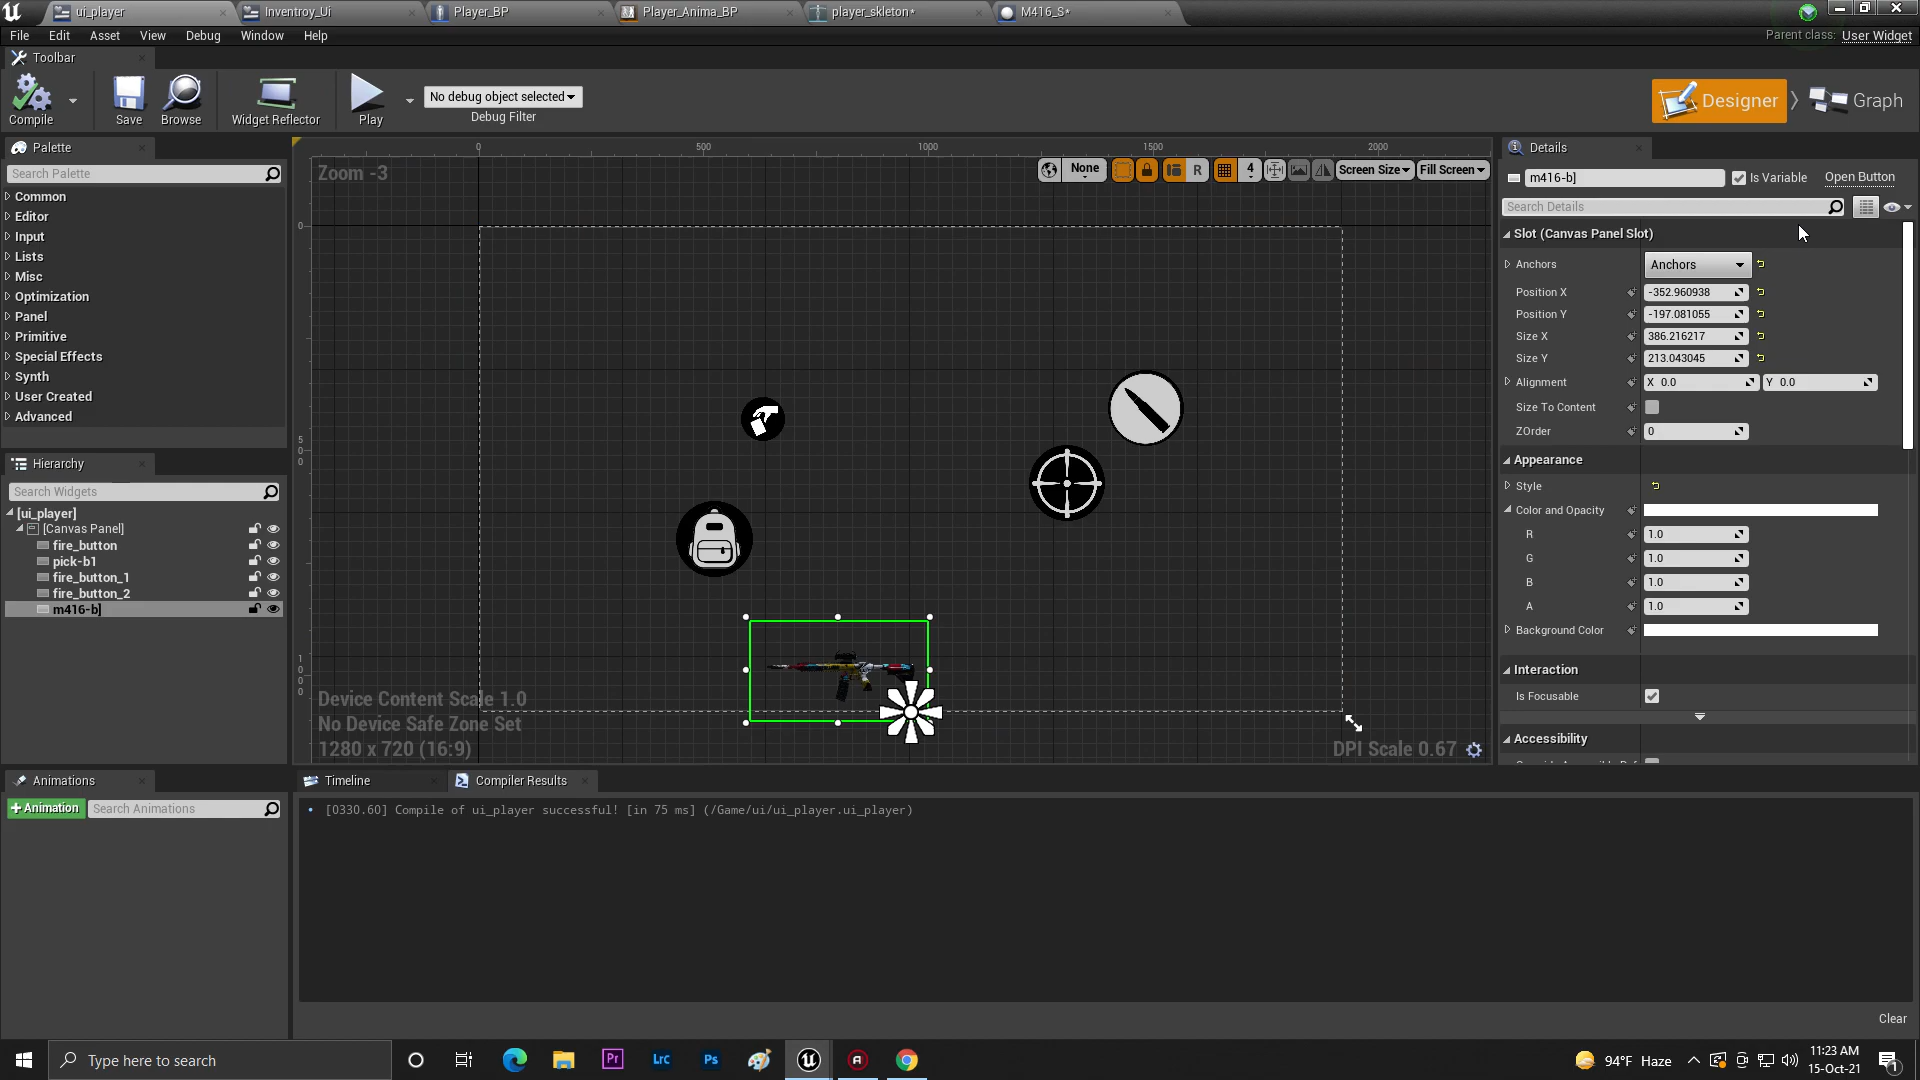 ui_player
Inventroy_Ui
Player_BP
Player_Anima_BP
player_skleton*
M416_S*
File
Edit
Asset
View
Debug
Window
Help
Parent class:
User Widget
Toolbar
Compile
Save
Browse
Widget Reflector
Play
No debug object selected
Debug Filter
Designer
Graph
Palette
Search Palette
Common
Editor
Input
Lists
Misc
Optimization
Panel
Primitive
Special Effects
Synth
User Created
Advanced
Hierarchy
Search Widgets
[ui_player]
[Canvas Panel]
fire_button
pick-b1
fire_button_1
fire_button_2
m416-b]
Animations
+Animation
Search Animations
0
500
1000
1500
2000
0
500
1000
Zoom -3
None
R
4
Screen Size
Fill Screen
Device Content Scale 1.0
No Device Safe Zone Set
1280 x 720 (16:9)
DPI Scale 0.67
Details
m416-b]
Is Variable
Open Button
Search Details
Slot (Canvas Panel Slot)
Anchors
Anchors
Position X
-352.960938
Position Y
-197.081055
Size X
386.216217
Size Y
213.043045
Alignment
X 0.0
Y 0.0
Size To Content
ZOrder
0
Appearance
Style
Color and Opacity
R
1.0
G
1.0
B
1.0
A
1.0
Background Color
Interaction
Is Focusable
Accessibility
Timeline
Compiler Results
[0330.60] Compile of ui_player successful! [in 75 ms] (/Game/ui/ui_player.ui_player)
Clear
Type here to search
Pr
Lrc
Ps
94°F Haze
11:23 AM
15-Oct-21
1